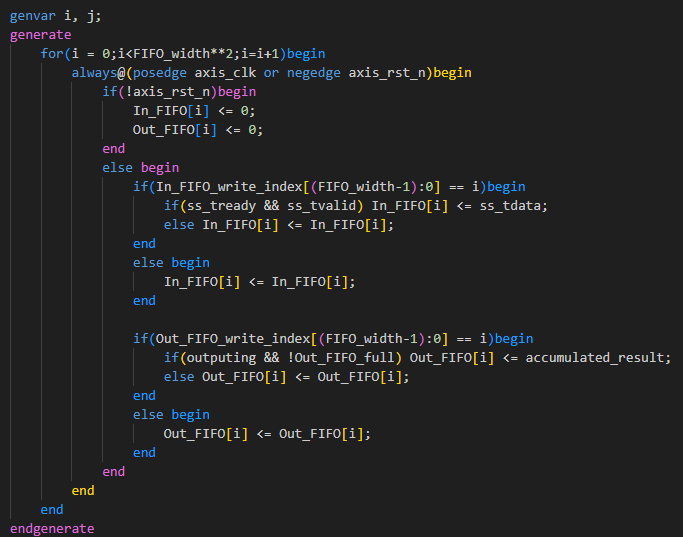 genvar i, j;
generate
    for(i = 0;i<FIFO_width**2;i=i+1)begin
        always@(posedge axis_clk or negedge axis_rst_n)begin
            if(!axis_rst_n)begin
                In_FIFO[i] <= 0;
                Out_FIFO[i] <= 0;
            end
            else begin
                if(In_FIFO_write_index[(FIFO_width-1):0] == i)begin
                    if(ss_tready && ss_tvalid) In_FIFO[i] <= ss_tdata;
                    else In_FIFO[i] <= In_FIFO[i];
                end
                else begin
                    In_FIFO[i] <= In_FIFO[i];
                end

                if(Out_FIFO_write_index[(FIFO_width-1):0] == i)begin
                    if(outputing && !Out_FIFO_full) Out_FIFO[i] <= accumulated_result;
                    else Out_FIFO[i] <= Out_FIFO[i];
                end
                else begin
                    Out_FIFO[i] <= Out_FIFO[i];
                end
            end
        end
    end
endgenerate